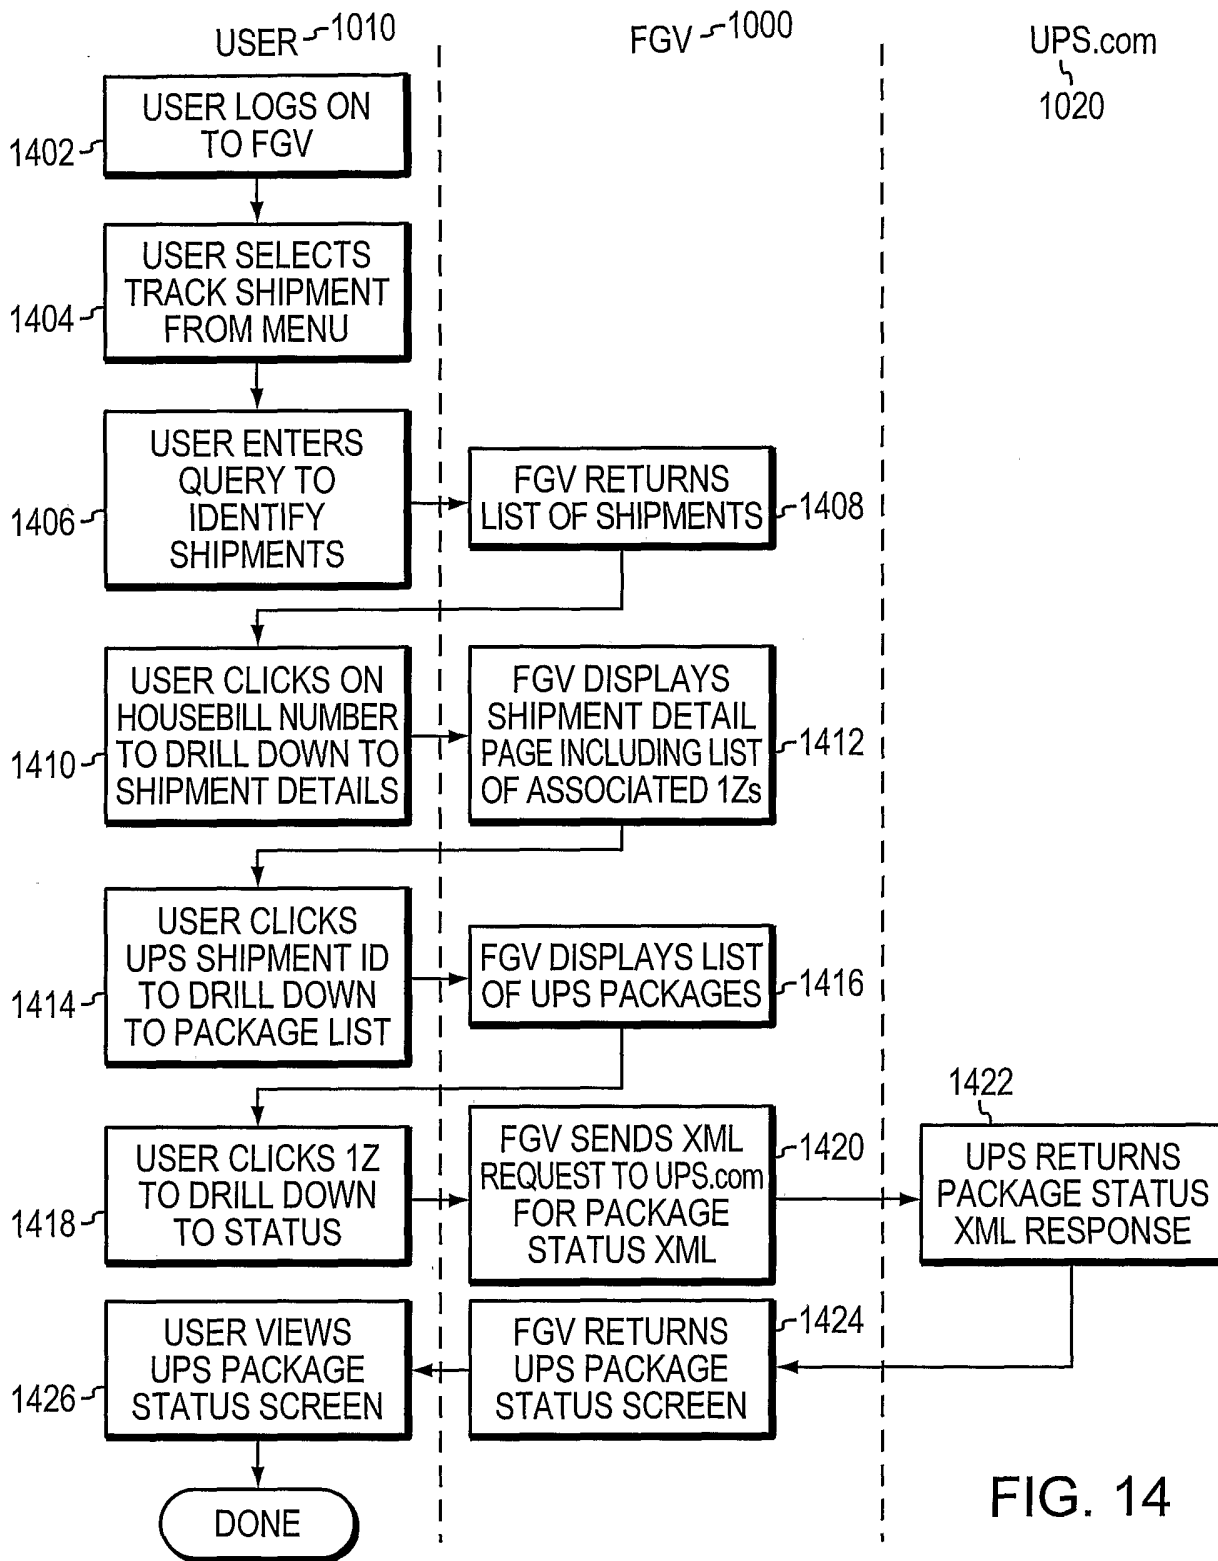 USER 1010
FGV 1000
UPS.com
1020
USER LOGS ON
TO FGV
1402
USER SELECTS
TRACK SHIPMENT
FROM MENU
1404
USER ENTERS
QUERY TO
IDENTIFY
SHIPMENTS
1406
FGV RETURNS
LIST OF SHIPMENTS
1408
USER CLICKS ON
HOUSEBILL NUMBER
TO DRILL DOWN TO
SHIPMENT DETAILS
1410
FGV DISPLAYS
SHIPMENT DETAIL
PAGE INCLUDING LIST
OF ASSOCIATED 1Zs
1412
USER CLICKS
UPS SHIPMENT ID
TO DRILL DOWN
TO PACKAGE LIST
1414
FGV DISPLAYS LIST
OF UPS PACKAGES
1416
USER CLICKS 1Z
TO DRILL DOWN
TO STATUS
1418
FGV SENDS XML
REQUEST TO UPS.com
FOR PACKAGE
STATUS XML
1420
1422
UPS RETURNS
PACKAGE STATUS
XML RESPONSE
FGV RETURNS
UPS PACKAGE
STATUS SCREEN
1424
USER VIEWS
UPS PACKAGE
STATUS SCREEN
1426
DONE
FIG. 14